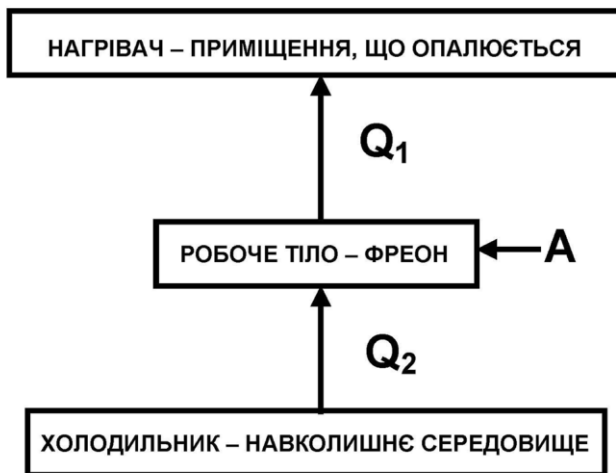 НАГРІВАЧ – ПРИМІЩЕННЯ, ЩО ОПАЛЮЄТЬСЯ
Q₁
РОБОЧЕ ТІЛО – ФРЕОН
A
Q₂
ХОЛОДИЛЬНИК – НАВКОЛИШНЄ СЕРЕДОВИЩЕ